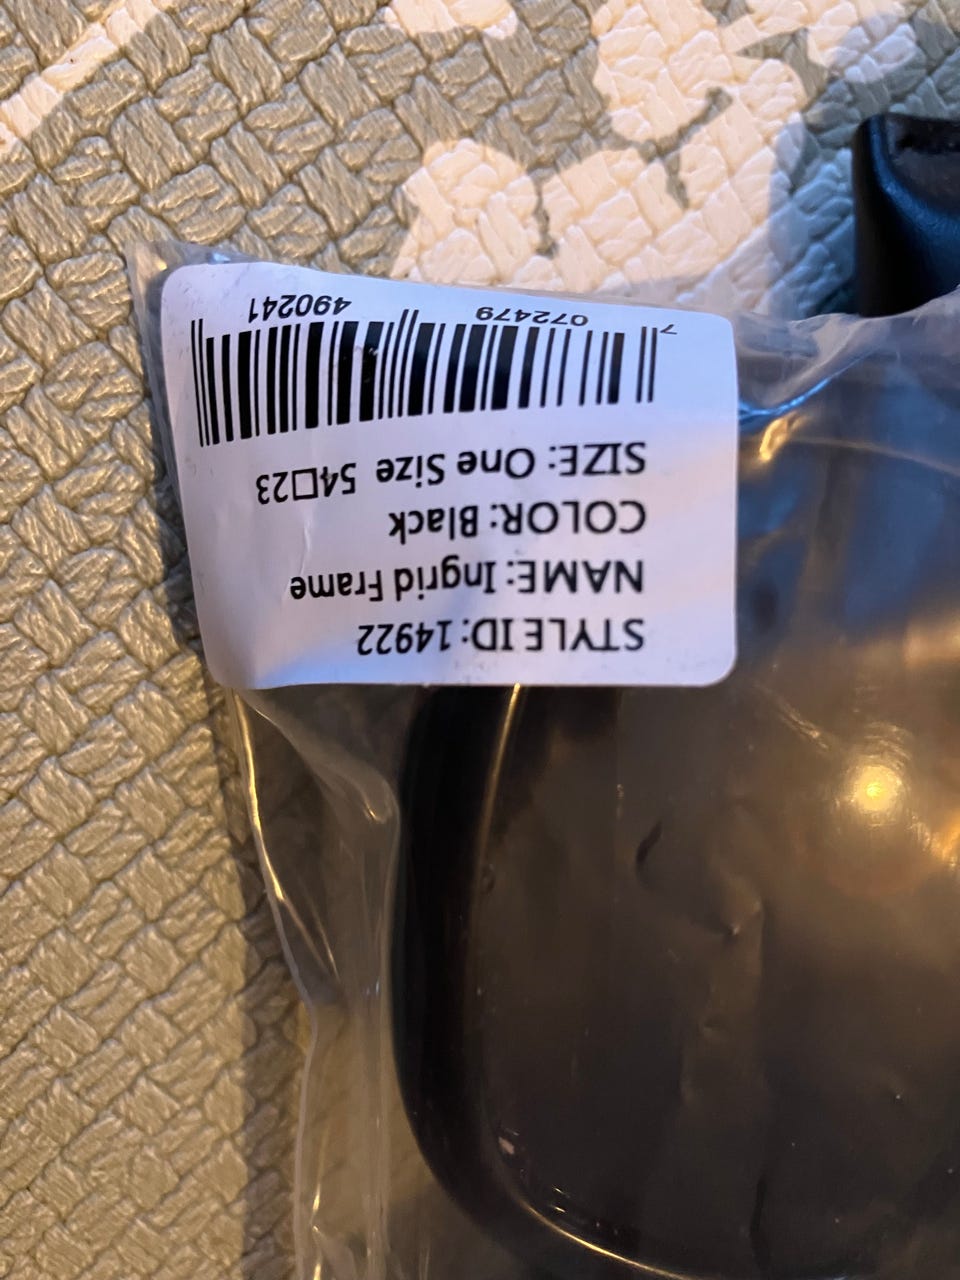 STYLE ID: 14922
NAME: Ingrid Frame
COLOR: Black
SIZE: One Size 54□23
7 072479 490241